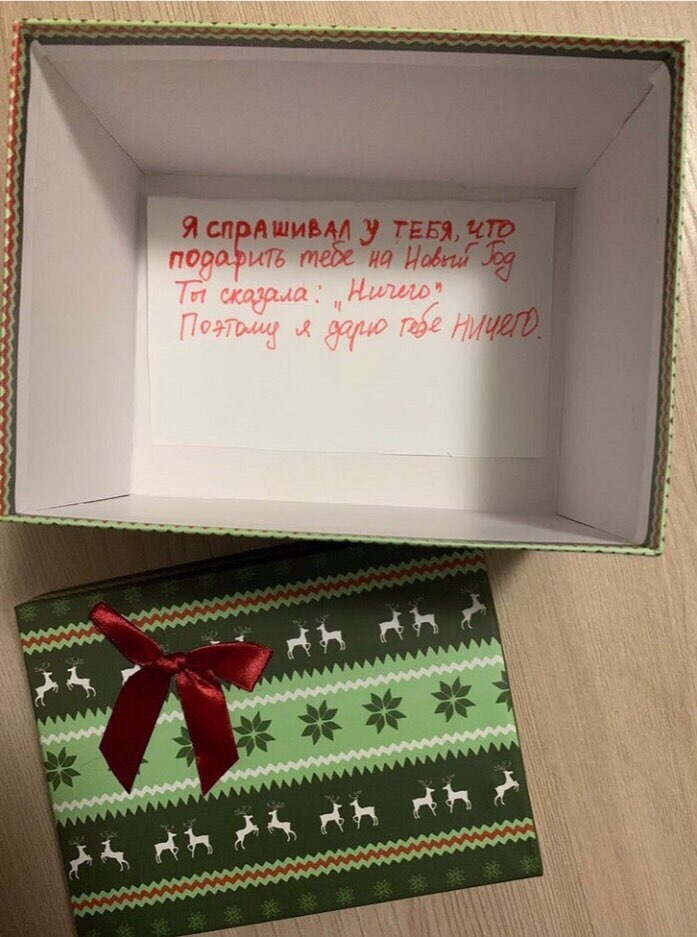 Я СПРАШИВАЛ У ТЕБЯ, ЧТО
подарить тебе на Новый Год
Ты сказала: „Ничего"
Поэтому я дарю тебе НИЧЕГО.